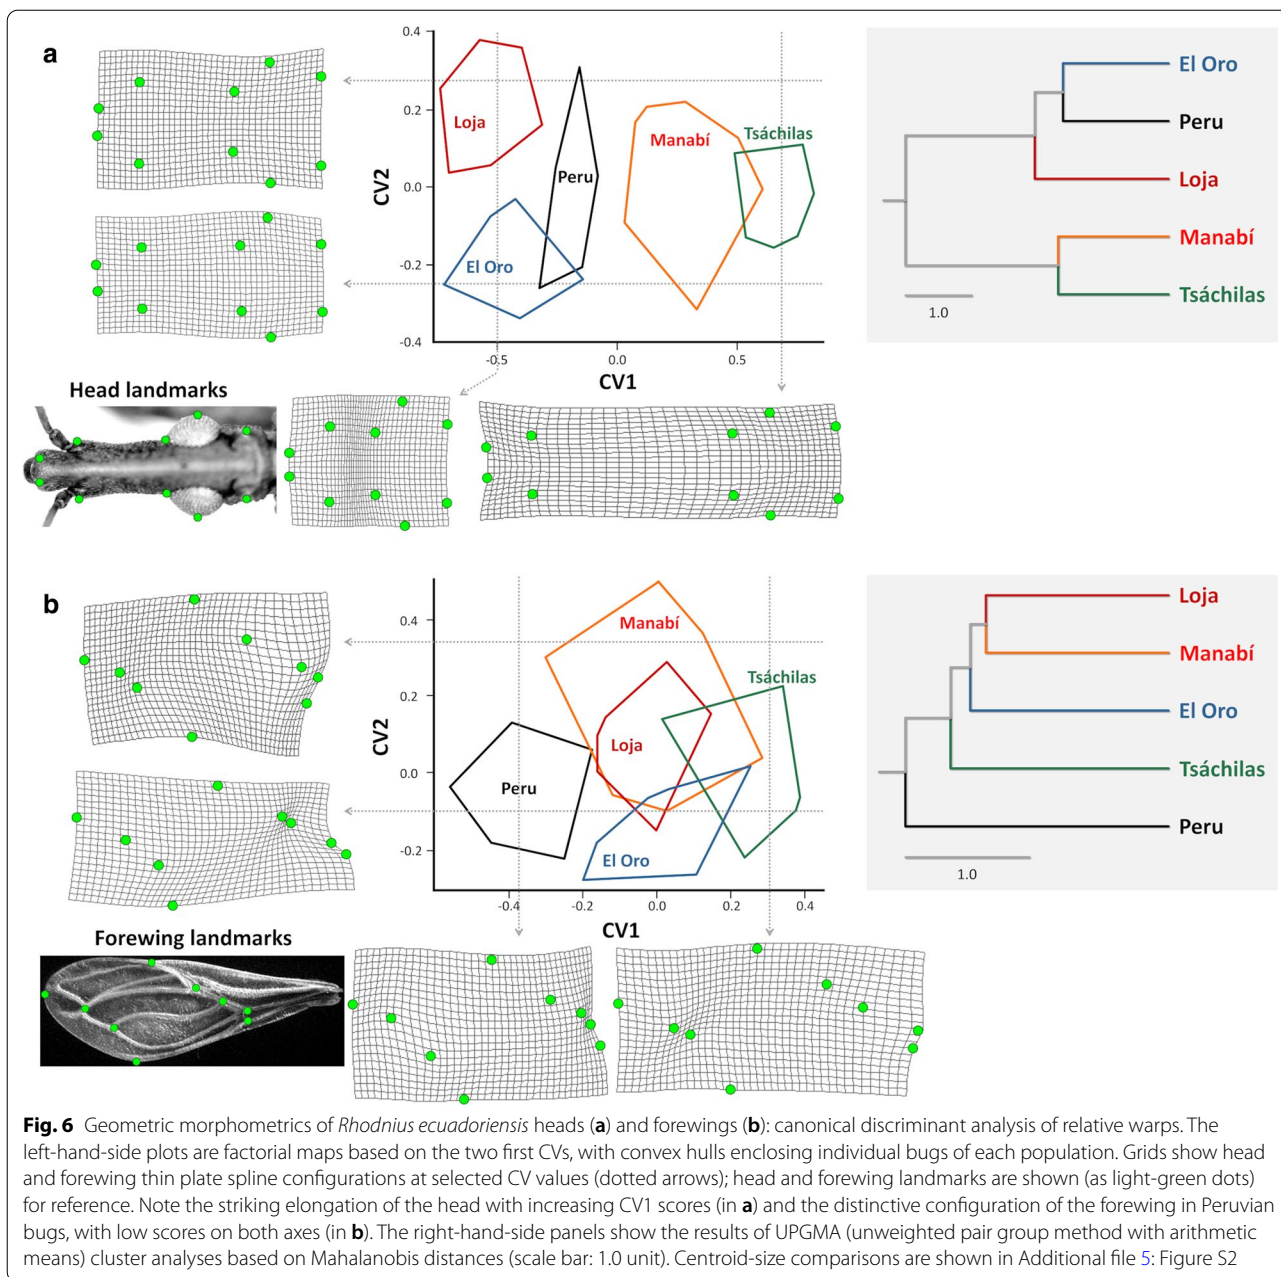 a
0.4
0.2
0.0
-0.2
-0.4
CV2
Loja
Peru
Manabí
Tsáchilas
El Oro
-0.5
0.0
0.5
CV1
El Oro
Peru
Loja
Manabí
Tsáchilas
1.0
Head landmarks
b
0.4
0.2
0.0
-0.2
CV2
Manabí
Tsáchilas
Loja
Peru
El Oro
-0.4
-0.2
0.0
0.2
0.4
CV1
Loja
Manabí
El Oro
Tsáchilas
Peru
1.0
Forewing landmarks
Fig. 6 Geometric morphometrics of Rhodnius ecuadoriensis heads (a) and forewings (b): canonical discriminant analysis of relative warps. The
left-hand-side plots are factorial maps based on the two first CVs, with convex hulls enclosing individual bugs of each population. Grids show head
and forewing thin plate spline configurations at selected CV values (dotted arrows); head and forewing landmarks are shown (as light-green dots)
for reference. Note the striking elongation of the head with increasing CV1 scores (in a) and the distinctive configuration of the forewing in Peruvian
bugs, with low scores on both axes (in b). The right-hand-side panels show the results of UPGMA (unweighted pair group method with arithmetic
means) cluster analyses based on Mahalanobis distances (scale bar: 1.0 unit). Centroid-size comparisons are shown in Additional file 5: Figure S2